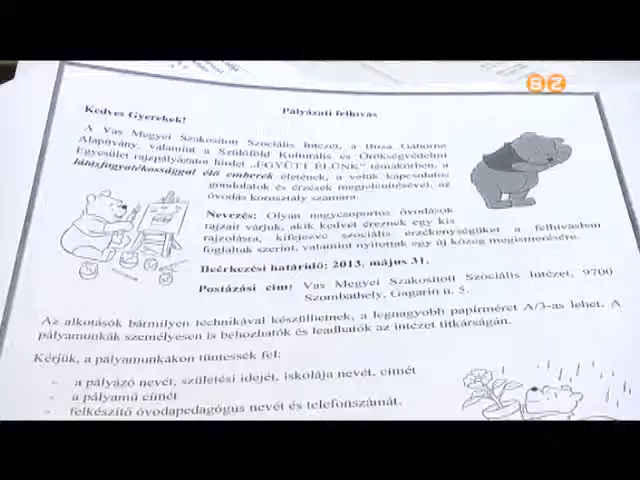 Pályázati felhívás
Kedves Gyerekek!
A Vas Megyei Szakosított Szociális Intézet, a Búza Gáborné
Alapítvány, valamint a Szülőföld Kulturális és Örökségvédelmi
Egyesület rajzpályázatot hirdet „EGYÜTT ÉLÜNK” témakörben, a
látásfogyatékossággal élő emberek életének, a velük kapcsolatos
gondolatok és érzések megjelenítésével, az
óvodás korosztály számára.
Nevezés: Olyan nagycsoportos óvodások
rajzait várjuk, akik kedvet éreznek egy kis
rajzolásra, kifejezve szociális érzékenységüket a felhívásban
foglaltak szerint, valamint nyitottak egy új közeg megismerésére.
Beérkezési határidő: 2013. május 31.
Postázási cím: Vas Megyei Szakosított Szociális Intézet, 9700
Szombathely, Gagarin u. 5.
Az alkotások bármilyen technikával készülhetnek, a legnagyobb papírméret A/3-as lehet. A
pályamunkák személyesen is behozhatók és leadhatók az intézet titkárságán.
Kérjük, a pályamunkákon tüntessék fel:
- a pályázó nevét, születési idejét, iskolája nevét, címét
- a pályamű címét
- felkészítő óvodapedagógus nevét és telefonszámát.